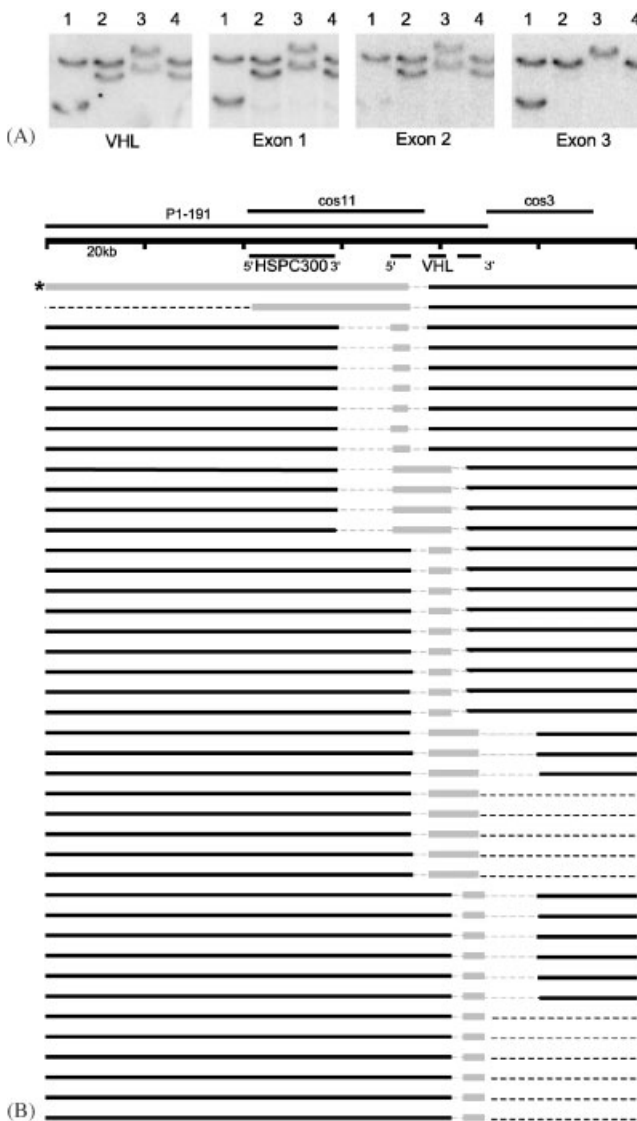 1 2 3 4 1 2 3 4 1 2 3 4 1 2 3 4
(A) VHL Exon 1 Exon 2 Exon 3
cos11 cos3
P1-191
20kb
5' HSPC300 3' 5' VHL 3'
*
(B)